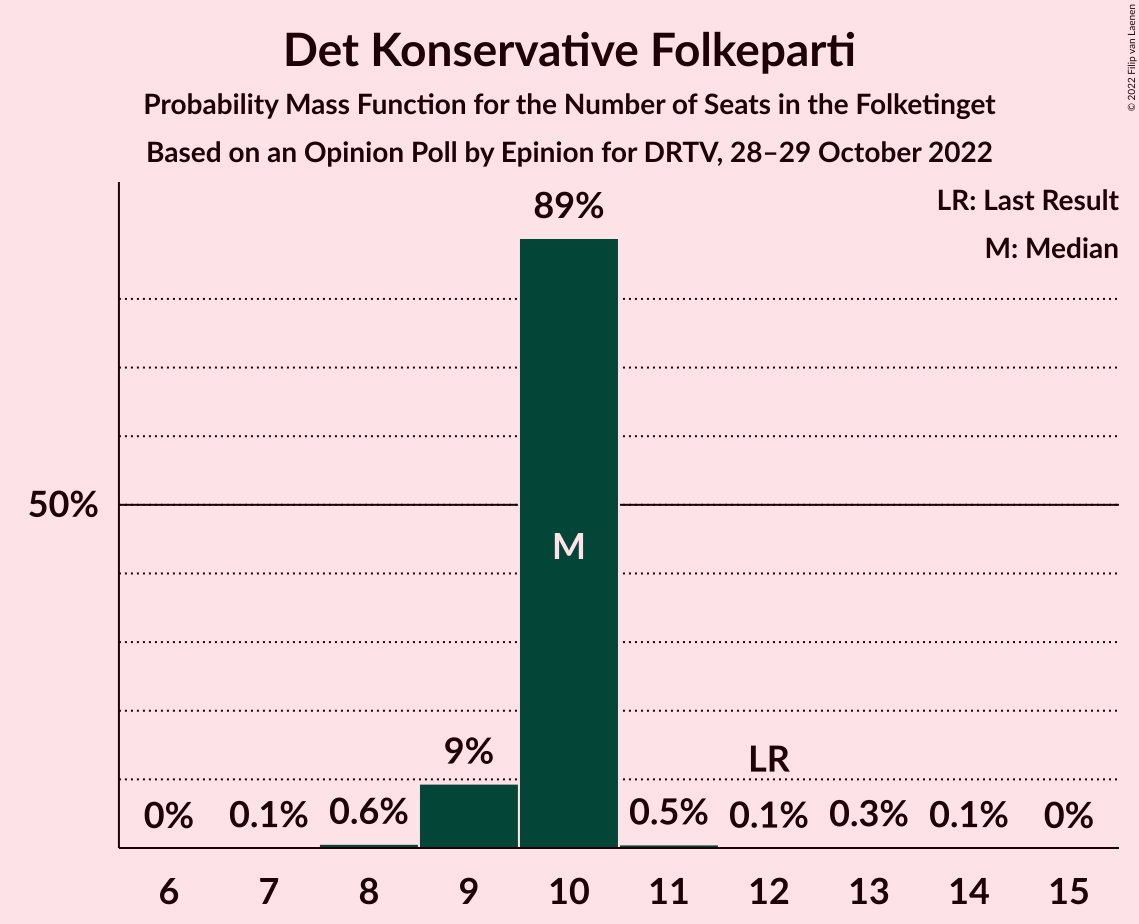 Det Konservative Folkeparti
Probability Mass Function for the Number of Seats in the Folketinget
Based on an Opinion Poll by Epinion for DRTV, 28–29 October 2022
© 2022 Filip van Laenen
LR: Last Result
M: Median
89%
50%
M
9%
LR
0% 0.1% 0.6% 0.5% 0.1% 0.3% 0.1% 0%
6 7 8 9 10 11 12 13 14 15